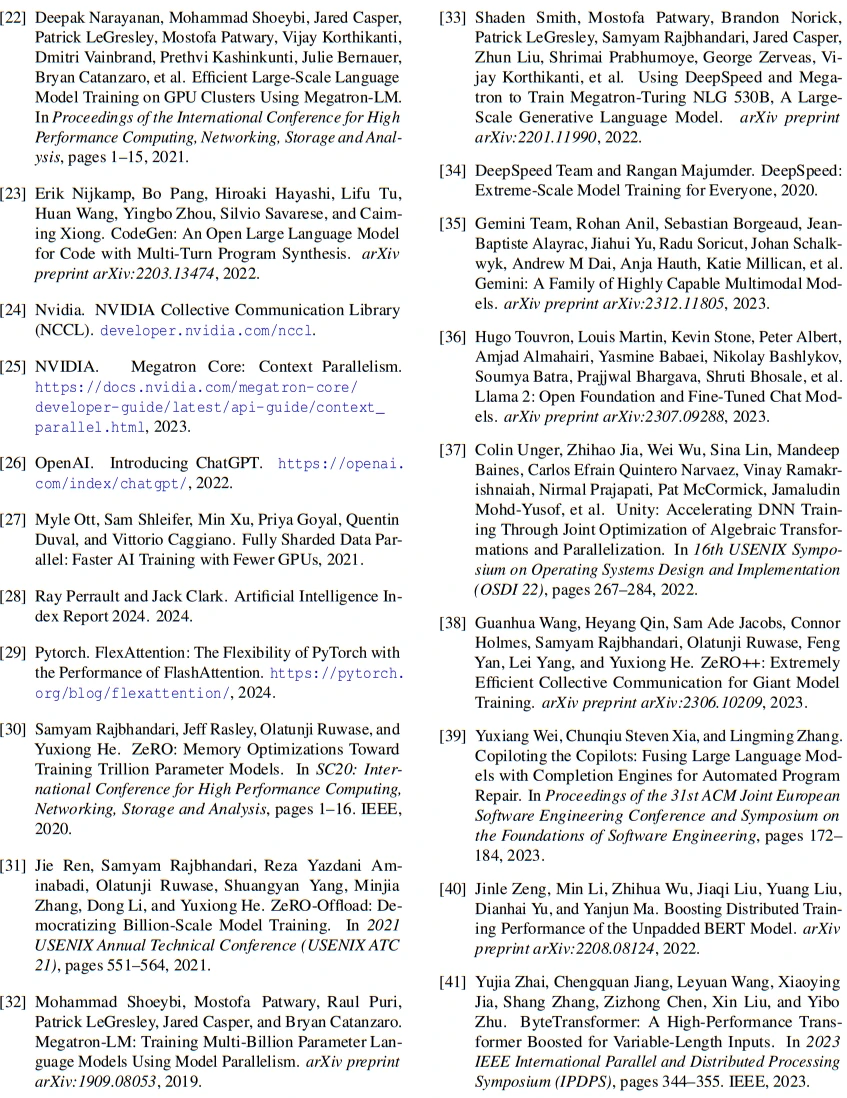 [22] Deepak Narayanan, Mohammad Shoeybi, Jared Casper,
Patrick LeGresley, Mostofa Patwary, Vijay Korthikanti,
Dmitri Vainbrand, Prethvi Kashinkunti, Julie Bernauer,
Bryan Catanzaro, et al. Efficient Large-Scale Language
Model Training on GPU Clusters Using Megatron-LM.
In Proceedings of the International Conference for High
Performance Computing, Networking, Storage and Anal-
ysis, pages 1–15, 2021.
[23] Erik Nijkamp, Bo Pang, Hiroaki Hayashi, Lifu Tu,
Huan Wang, Yingbo Zhou, Silvio Savarese, and Caim-
ing Xiong. CodeGen: An Open Large Language Model
for Code with Multi-Turn Program Synthesis. arXiv
preprint arXiv:2203.13474, 2022.
[24] Nvidia. NVIDIA Collective Communication Library
(NCCL). developer.nvidia.com/nccl.
[25] NVIDIA. Megatron Core: Context Parallelism.
https://docs.nvidia.com/megatron-core/
developer-guide/latest/api-guide/context_
parallel.html, 2023.
[26] OpenAI. Introducing ChatGPT. https://openai.
com/index/chatgpt/, 2022.
[27] Myle Ott, Sam Shleifer, Min Xu, Priya Goyal, Quentin
Duval, and Vittorio Caggiano. Fully Sharded Data Par-
allel: Faster AI Training with Fewer GPUs, 2021.
[28] Ray Perrault and Jack Clark. Artificial Intelligence In-
dex Report 2024. 2024.
[29] Pytorch. FlexAttention: The Flexibility of PyTorch with
the Performance of FlashAttention. https://pytorch.
org/blog/flexattention/, 2024.
[30] Samyam Rajbhandari, Jeff Rasley, Olatunji Ruwase, and
Yuxiong He. ZeRO: Memory Optimizations Toward
Training Trillion Parameter Models. In SC20: Inter-
national Conference for High Performance Computing,
Networking, Storage and Analysis, pages 1–16. IEEE,
2020.
[31] Jie Ren, Samyam Rajbhandari, Reza Yazdani Am-
inabadi, Olatunji Ruwase, Shuangyan Yang, Minjia
Zhang, Dong Li, and Yuxiong He. ZeRO-Offload: De-
mocratizing Billion-Scale Model Training. In 2021
USENIX Annual Technical Conference (USENIX ATC
21), pages 551–564, 2021.
[32] Mohammad Shoeybi, Mostofa Patwary, Raul Puri,
Patrick LeGresley, Jared Casper, and Bryan Catanzaro.
Megatron-LM: Training Multi-Billion Parameter Lan-
guage Models Using Model Parallelism. arXiv preprint
arXiv:1909.08053, 2019.
[33] Shaden Smith, Mostofa Patwary, Brandon Norick,
Patrick LeGresley, Samyam Rajbhandari, Jared Casper,
Zhun Liu, Shrimai Prabhumoye, George Zerveas, Vi-
jay Korthikanti, et al. Using DeepSpeed and Mega-
tron to Train Megatron-Turing NLG 530B, A Large-
Scale Generative Language Model. arXiv preprint
arXiv:2201.11990, 2022.
[34] DeepSpeed Team and Rangan Majumder. DeepSpeed:
Extreme-Scale Model Training for Everyone, 2020.
[35] Gemini Team, Rohan Anil, Sebastian Borgeaud, Jean-
Baptiste Alayrac, Jiahui Yu, Radu Soricut, Johan Schalk-
wyk, Andrew M Dai, Anja Hauth, Katie Millican, et al.
Gemini: A Family of Highly Capable Multimodal Mod-
els. arXiv preprint arXiv:2312.11805, 2023.
[36] Hugo Touvron, Louis Martin, Kevin Stone, Peter Albert,
Amjad Almahairi, Yasmine Babaei, Nikolay Bashlykov,
Soumya Batra, Prajjwal Bhargava, Shruti Bhosale, et al.
Llama 2: Open Foundation and Fine-Tuned Chat Mod-
els. arXiv preprint arXiv:2307.09288, 2023.
[37] Colin Unger, Zhihao Jia, Wei Wu, Sina Lin, Mandeep
Baines, Carlos Efrain Quintero Narvaez, Vinay Ramakr-
ishnaiah, Nirmal Prajapati, Pat McCormick, Jamaludin
Mohd-Yusof, et al. Unity: Accelerating DNN Train-
ing Through Joint Optimization of Algebraic Transfor-
mations and Parallelization. In 16th USENIX Sympo-
sium on Operating Systems Design and Implementation
(OSDI 22), pages 267–284, 2022.
[38] Guanhua Wang, Heyang Qin, Sam Ade Jacobs, Connor
Holmes, Samyam Rajbhandari, Olatunji Ruwase, Feng
Yan, Lei Yang, and Yuxiong He. ZeRO++: Extremely
Efficient Collective Communication for Giant Model
Training. arXiv preprint arXiv:2306.10209, 2023.
[39] Yuxiang Wei, Chunqiu Steven Xia, and Lingming Zhang.
Copiloting the Copilots: Fusing Large Language Mod-
els with Completion Engines for Automated Program
Repair. In Proceedings of the 31st ACM Joint European
Software Engineering Conference and Symposium on
the Foundations of Software Engineering, pages 172–
184, 2023.
[40] Jinle Zeng, Min Li, Zhihua Wu, Jiaqi Liu, Yuang Liu,
Dianhai Yu, and Yanjun Ma. Boosting Distributed Train-
ing Performance of the Unpadded BERT Model. arXiv
preprint arXiv:2208.08124, 2022.
[41] Yujia Zhai, Chengquan Jiang, Leyuan Wang, Xiaoying
Jia, Shang Zhang, Zizhong Chen, Xin Liu, and Yibo
Zhu. ByteTransformer: A High-Performance Trans-
former Boosted for Variable-Length Inputs. In 2023
IEEE International Parallel and Distributed Processing
Symposium (IPDPS), pages 344–355. IEEE, 2023.